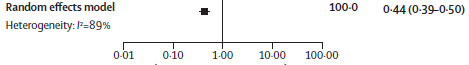 Random effects model 100·0 0·44 (0·39–0·50)
Heterogeneity: I²=89%
0·01 0·10 1·00 10·00 100·00